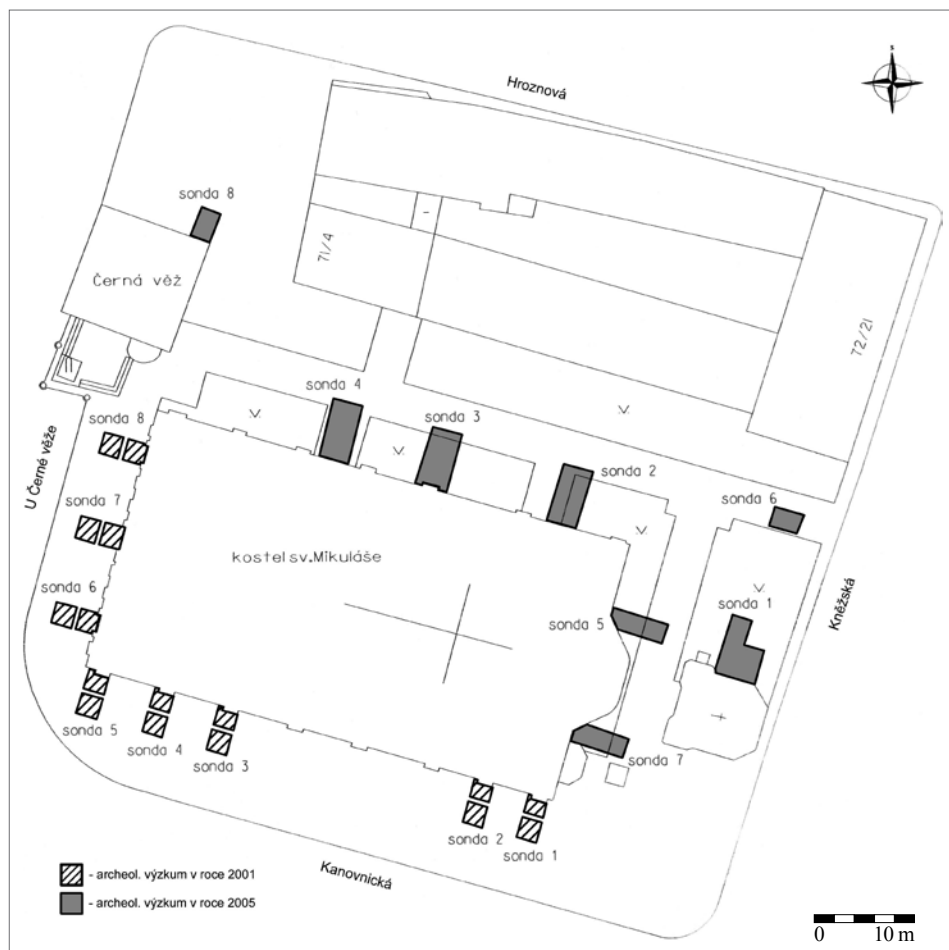 Hroznová
s
sonda 8
71/4
Černá věž
72/21
sonda 4
sonda 3
sonda 8
sonda 2
U Černé věže
sonda 7
sonda 6
kostel sv. Mikuláše
sonda 6
sonda 1
sonda 5
Kněžská
sonda 5
sonda 4
sonda 3
sonda 7
sonda 2
sonda 1
Kanovnická
- archeol. výzkum v roce 2001
- archeol. výzkum v roce 2005
0 10 m